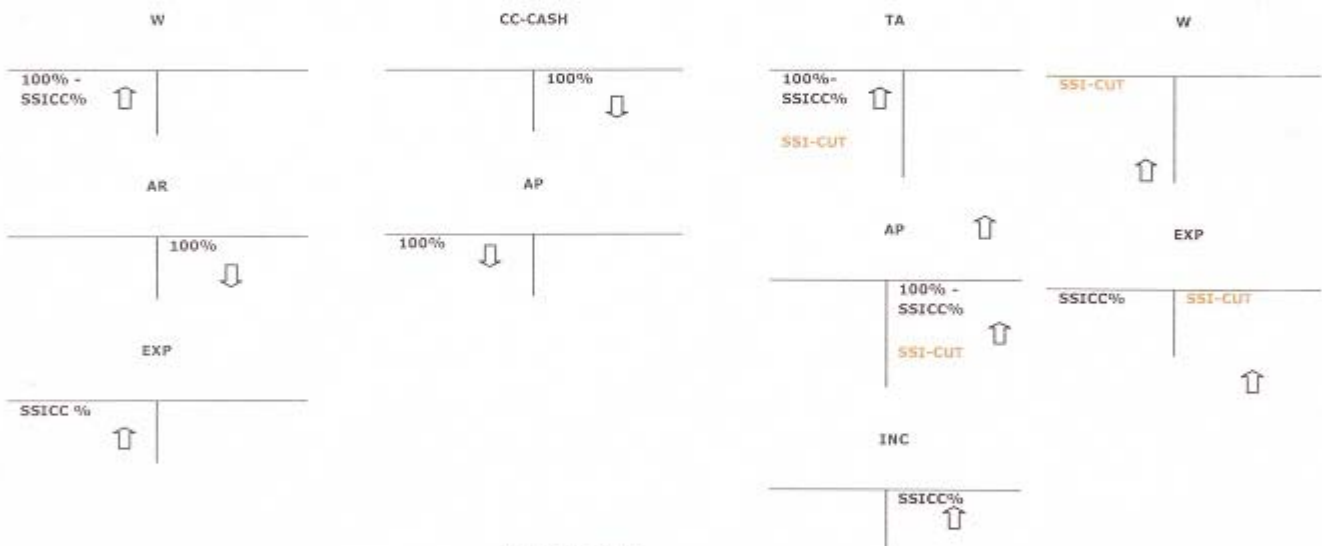 W
100% -
SSICC%
AR
100%
EXP
SSICC %
CC-CASH
100%
AP
100%
TA
100%-
SSICC%
SSI-CUT
AP
100% -
SSICC%
SSI-CUT
INC
SSICC%
W
SSI-CUT
EXP
SSICC%
SSI-CUT